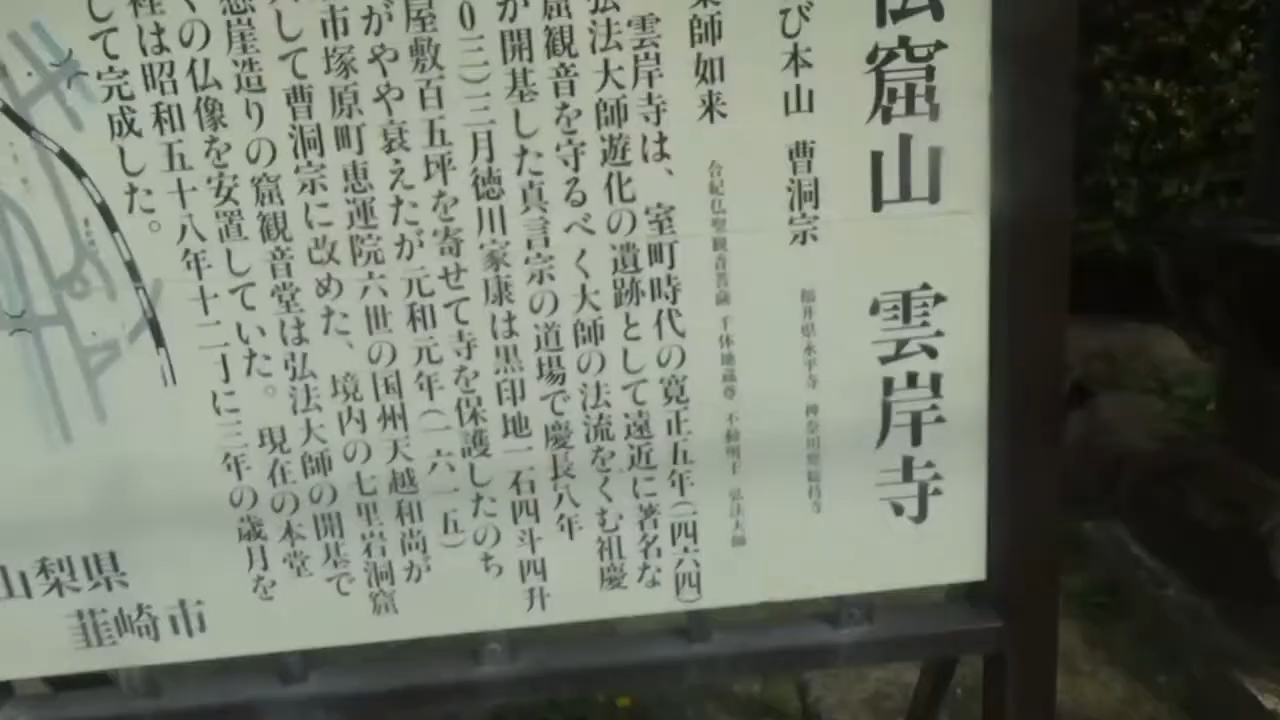 窟山 雲岸寺
び本山 曹洞宗
福井県永平寺 神奈川県総持寺
師如来
合祀仏聖観音菩薩 千体地蔵尊 不動明王 弘法大師
雲岸寺は、室町時代の寛正五年(一四六四)
弘法大師遊化の遺跡として遠近に著名な
窟観音を守るべく大師の法流をくむ祖慶
が開基した真言宗の道場で慶長八年
〇三)三月徳川家康は黒印地一石四斗四升
屋敷百五坪を寄せて寺を保護したのち
がやや衰えたが元和元年(一六一五)
市塚原町恵運院六世の国州天越和尚が
して曹洞宗に改めた、境内の七里岩洞窟
懸崖造りの窟観音堂は弘法大師の開基で
くの仏像を安置していた。現在の本堂
裡は昭和五十八年十二月に三年の歳月を
して完成した。
山梨県
韮崎市